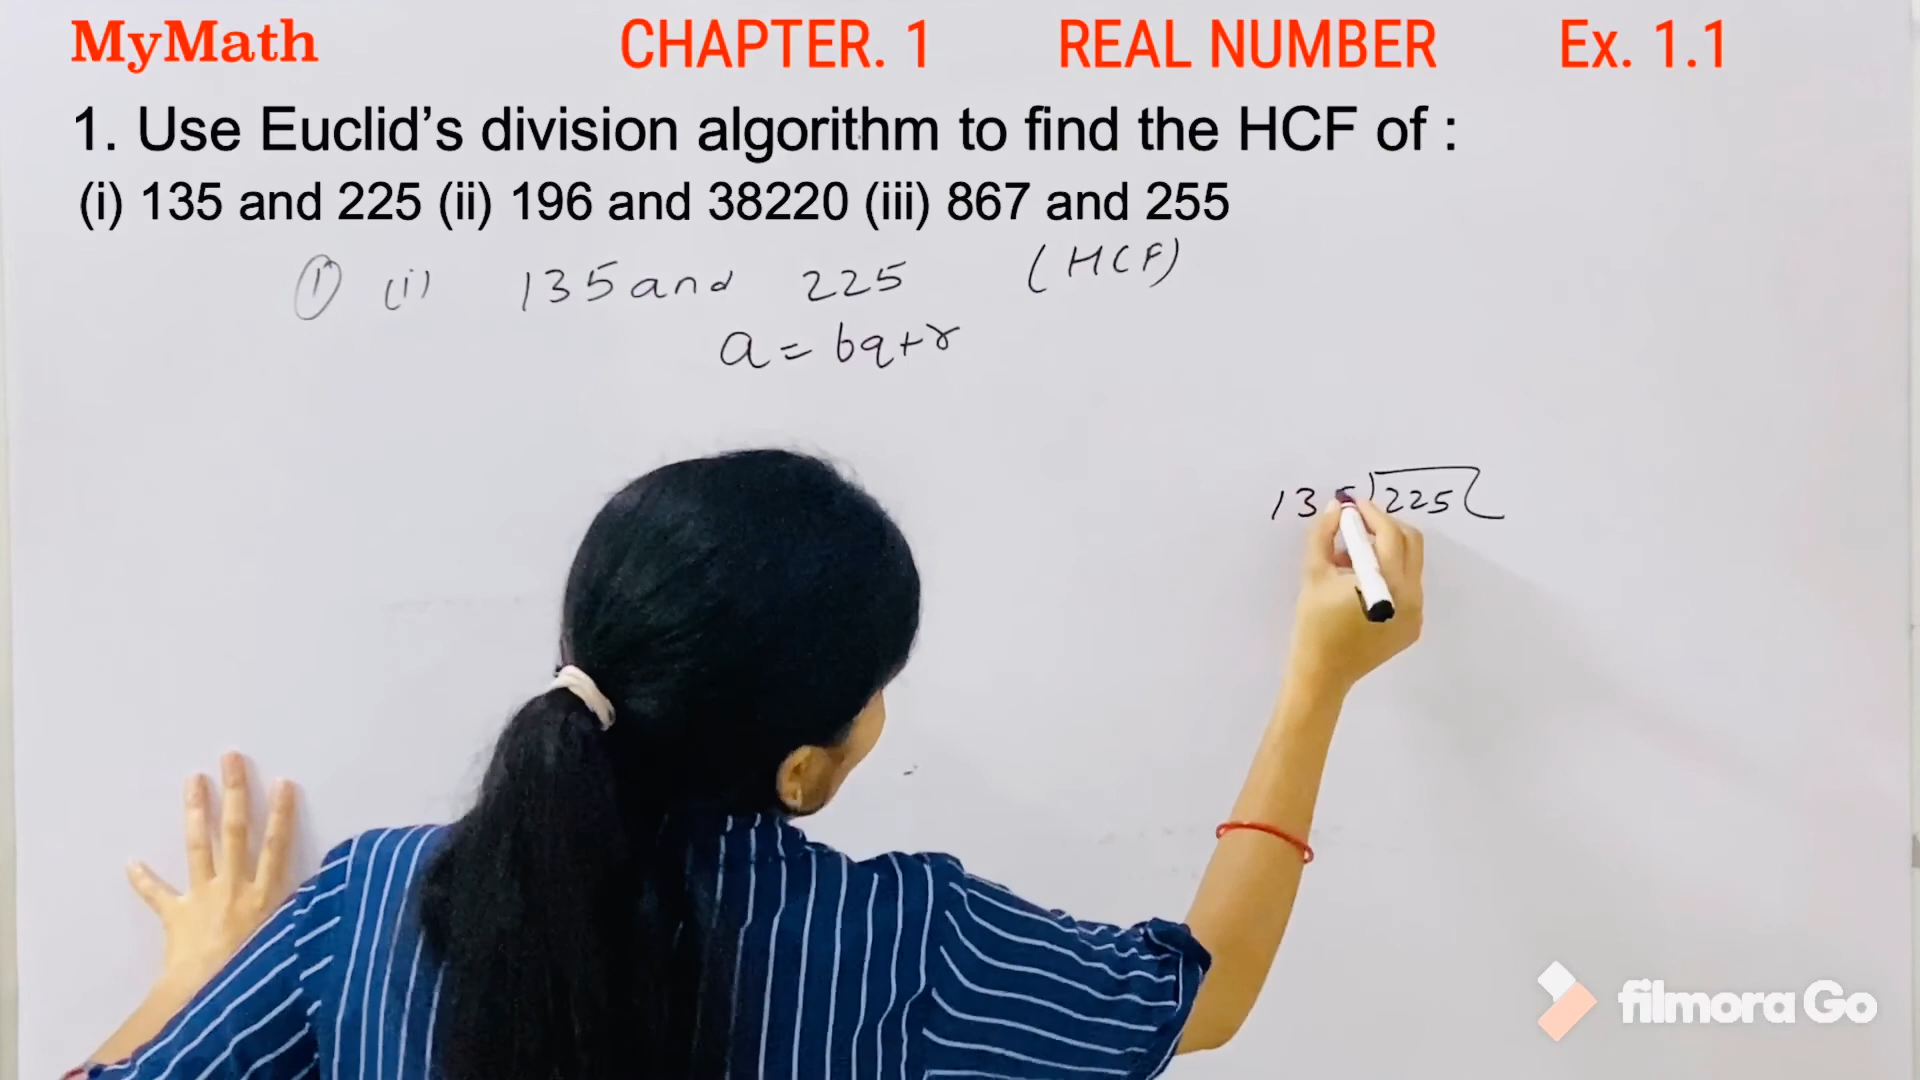 MyMath CHAPTER. 1 REAL NUMBER Ex. 1.1
1. Use Euclid’s division algorithm to find the HCF of :
(i) 135 and 225 (ii) 196 and 38220 (iii) 867 and 255
① (i) 135 and 225 (HCF)
a = bq+r
135)225(
filmora Go